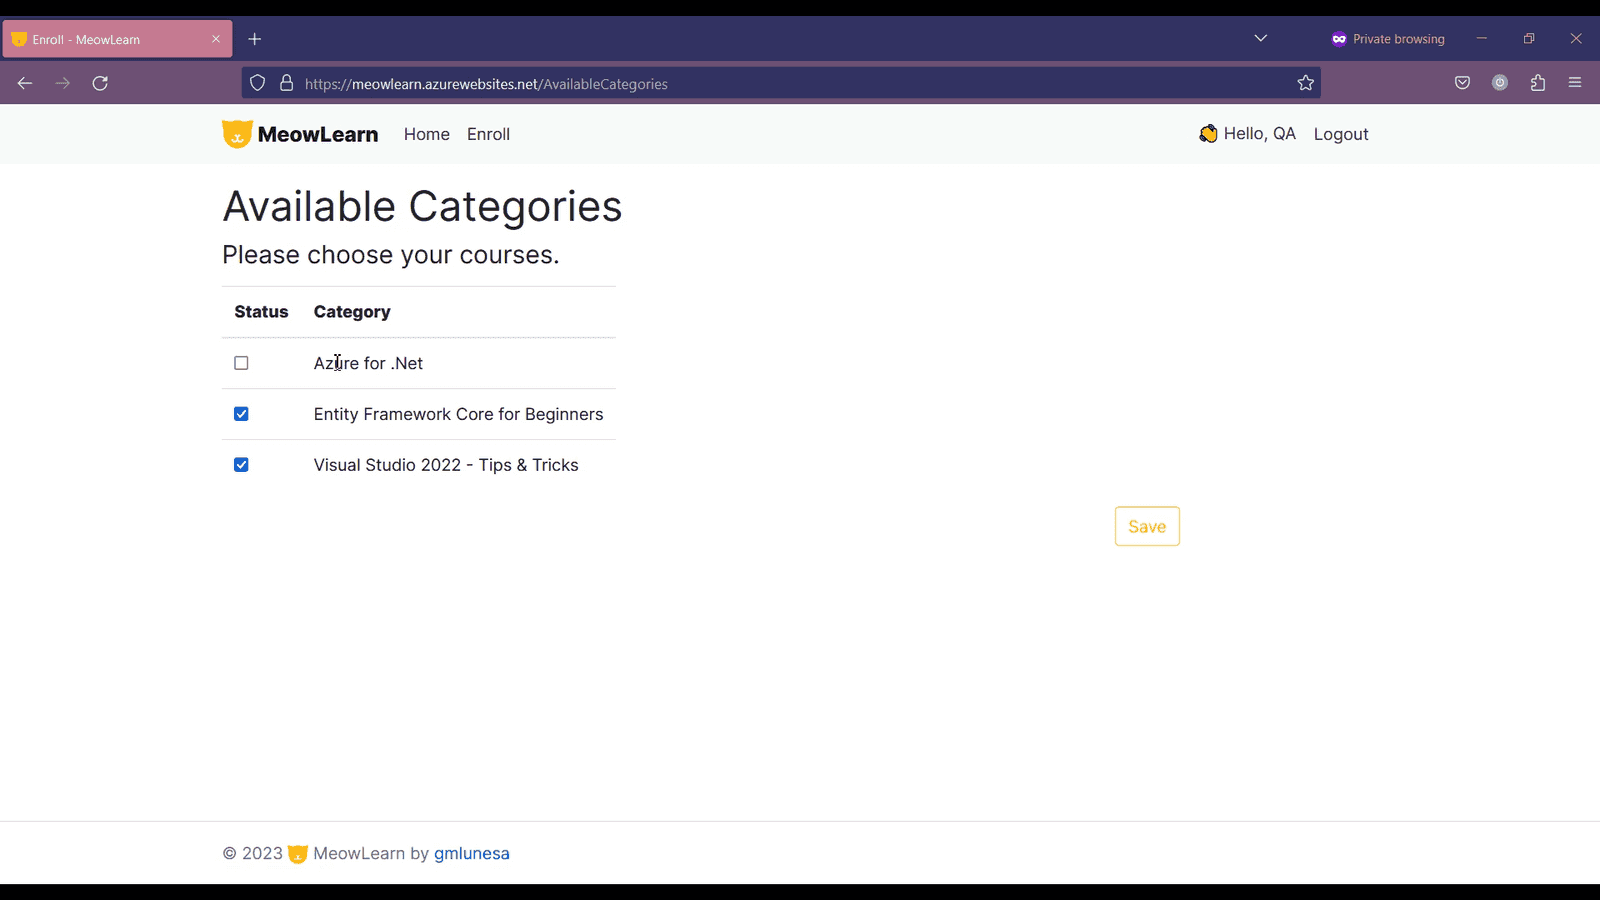 Enroll - MeowLearn
Private browsing
https://meowlearn.azurewebsites.net/AvailableCategories
MeowLearn Home Enroll Hello, QA Logout
Available Categories
Please choose your courses.
Status Category
Azure for .Net
Entity Framework Core for Beginners
Visual Studio 2022 - Tips & Tricks
Save
© 2023 MeowLearn by gmlunesa